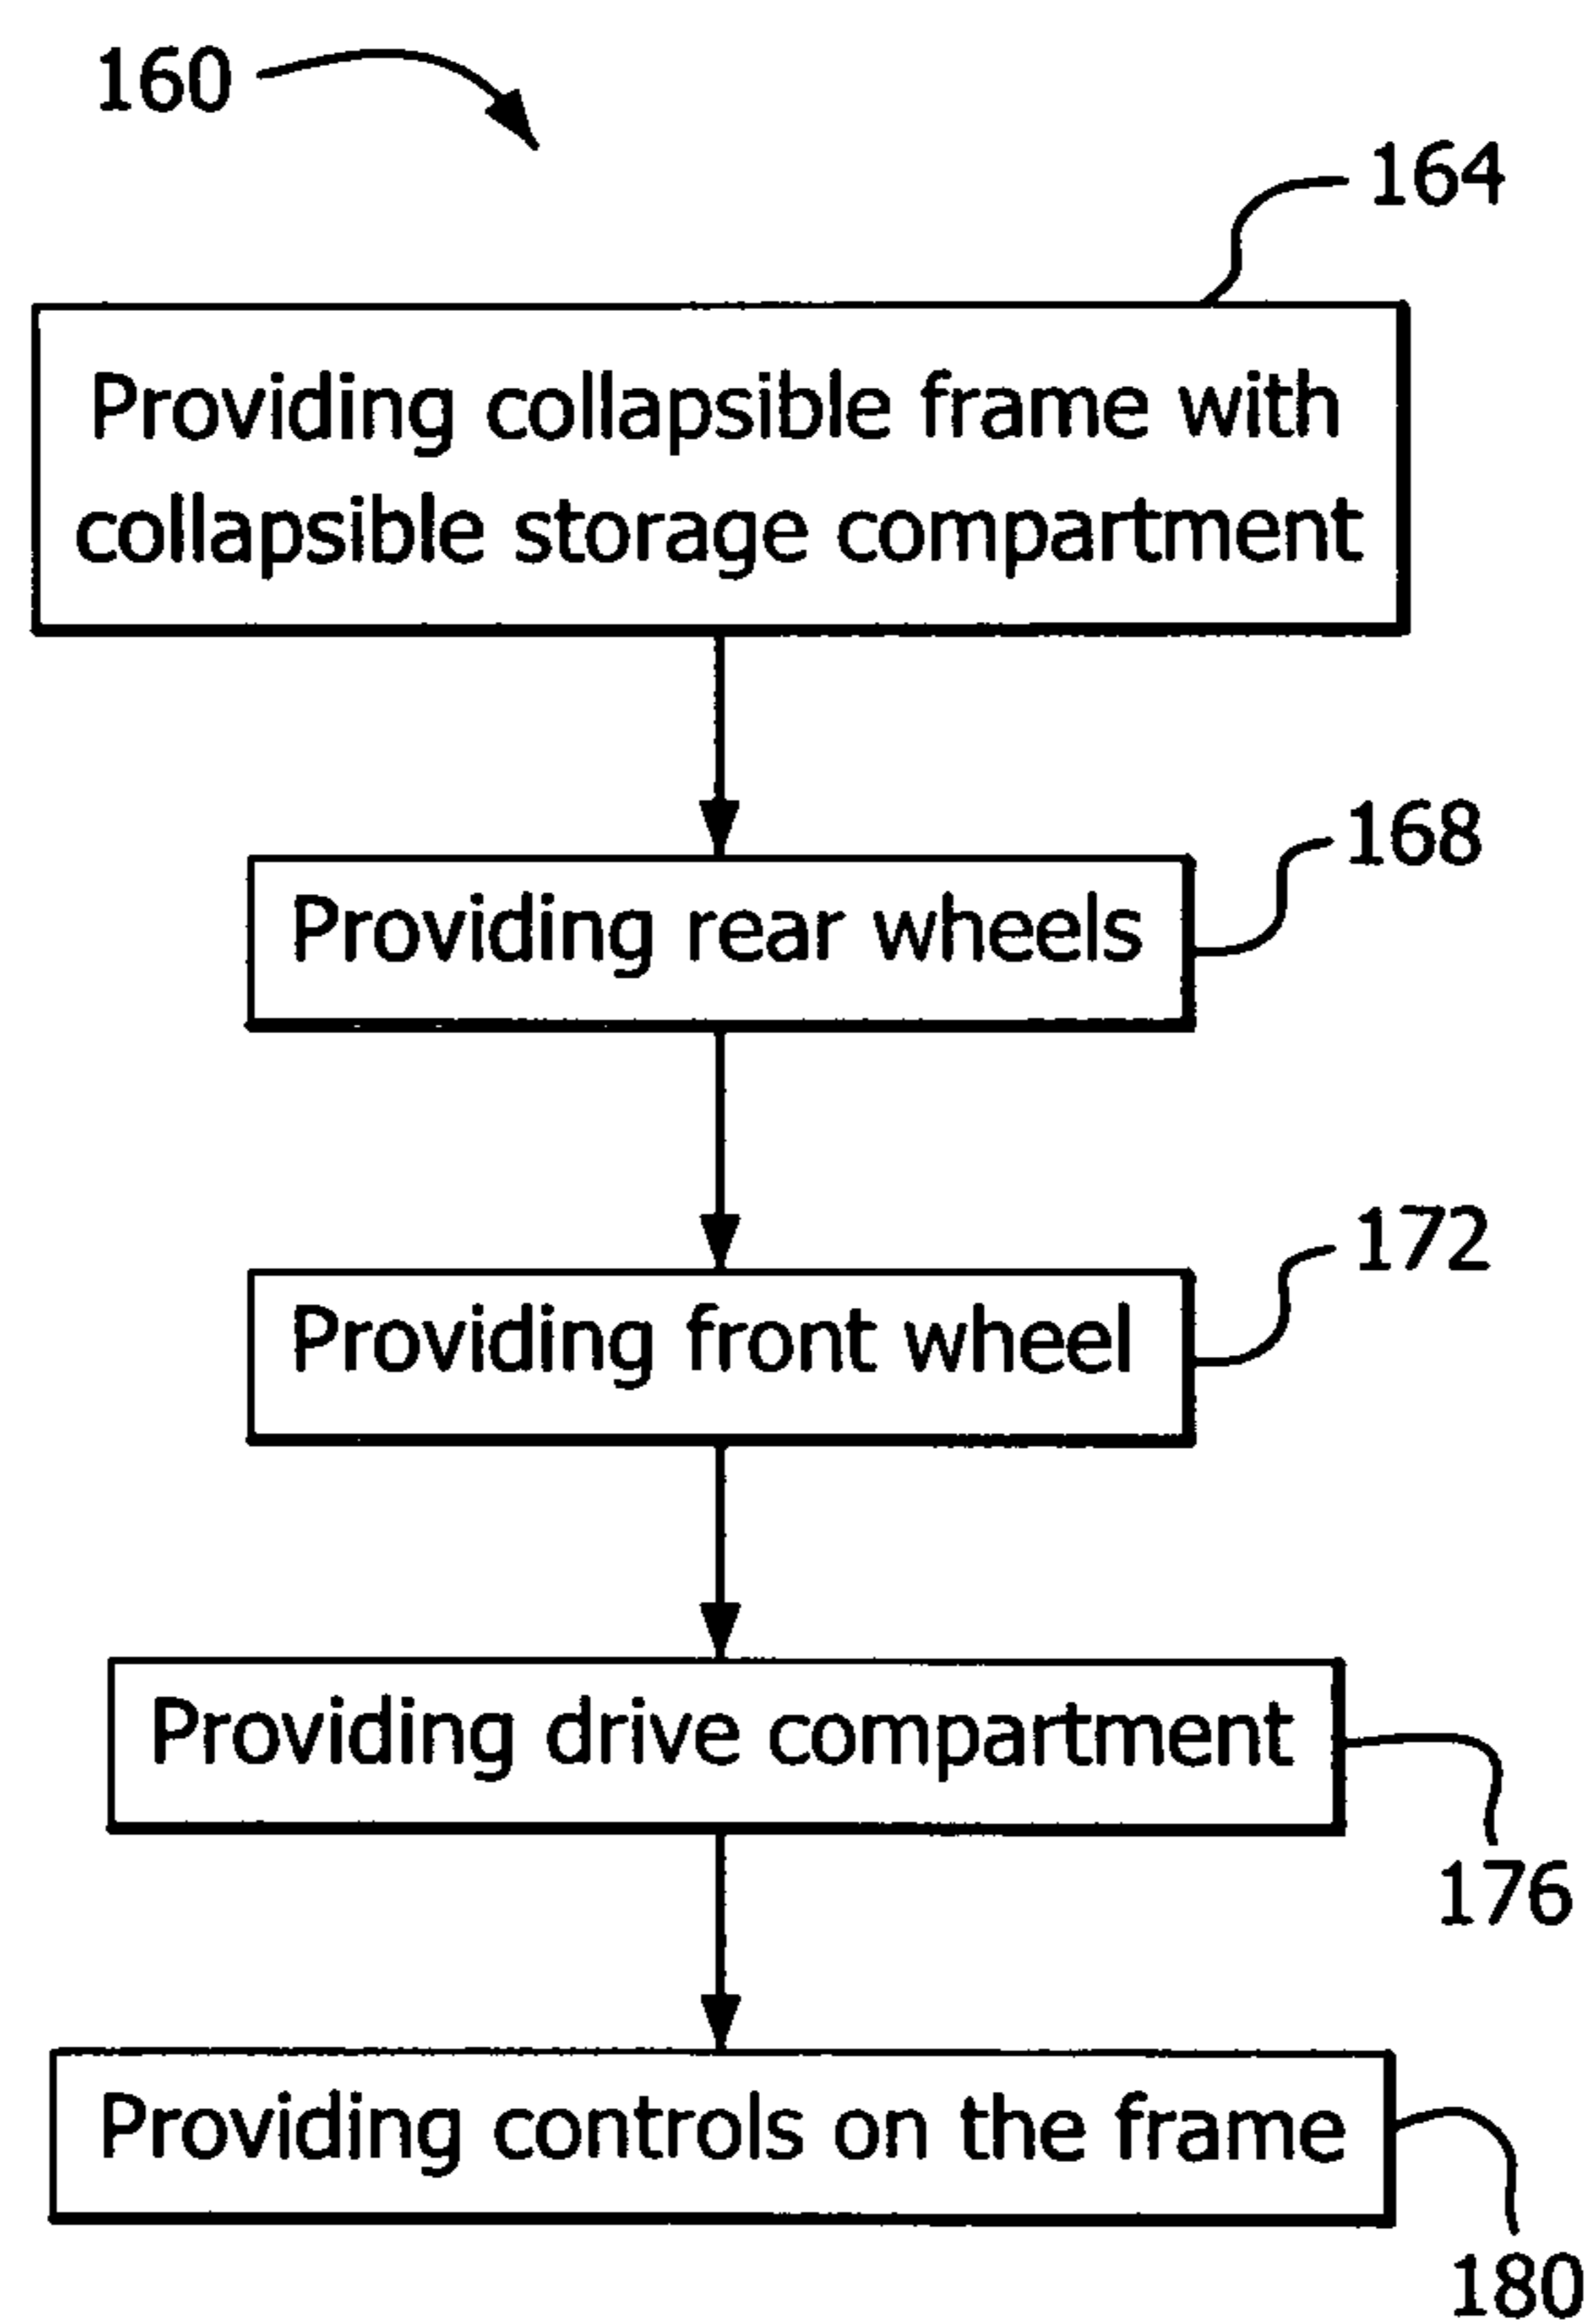 160
164
Providing collapsible frame with
collapsible storage compartment
168
Providing rear wheels
172
Providing front wheel
Providing drive compartment
176
Providing controls on the frame
180